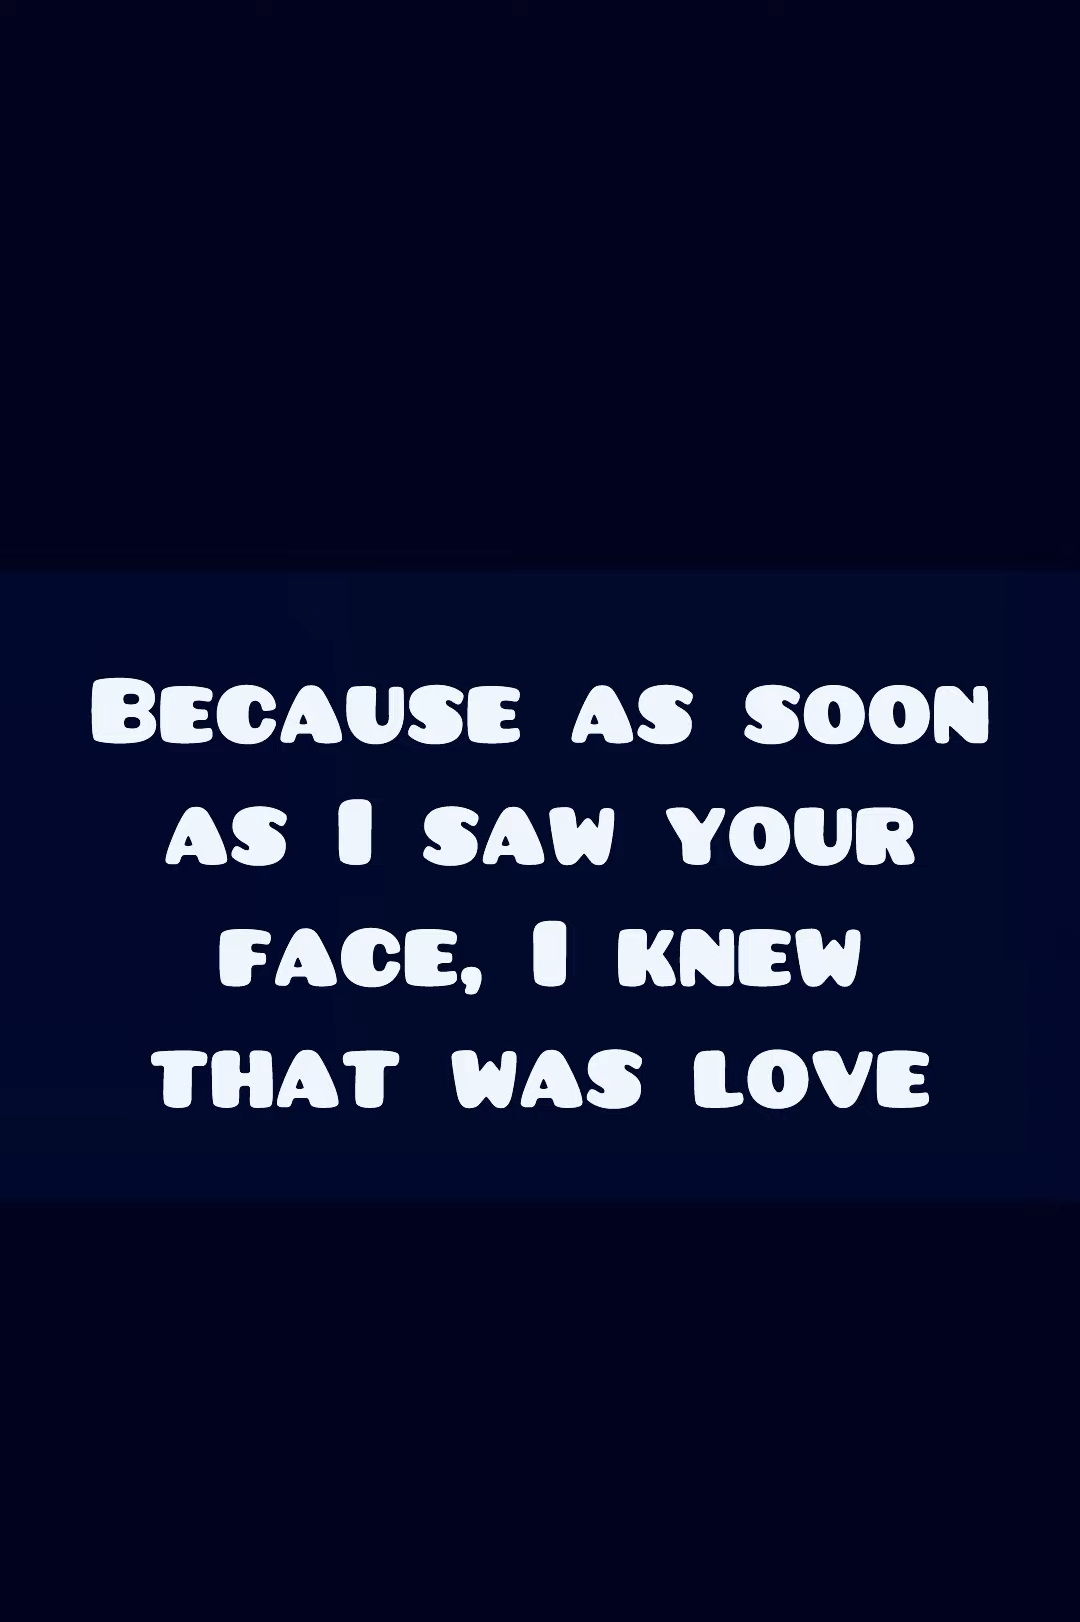 Because as soon
as I saw your
face, I knew
that was love